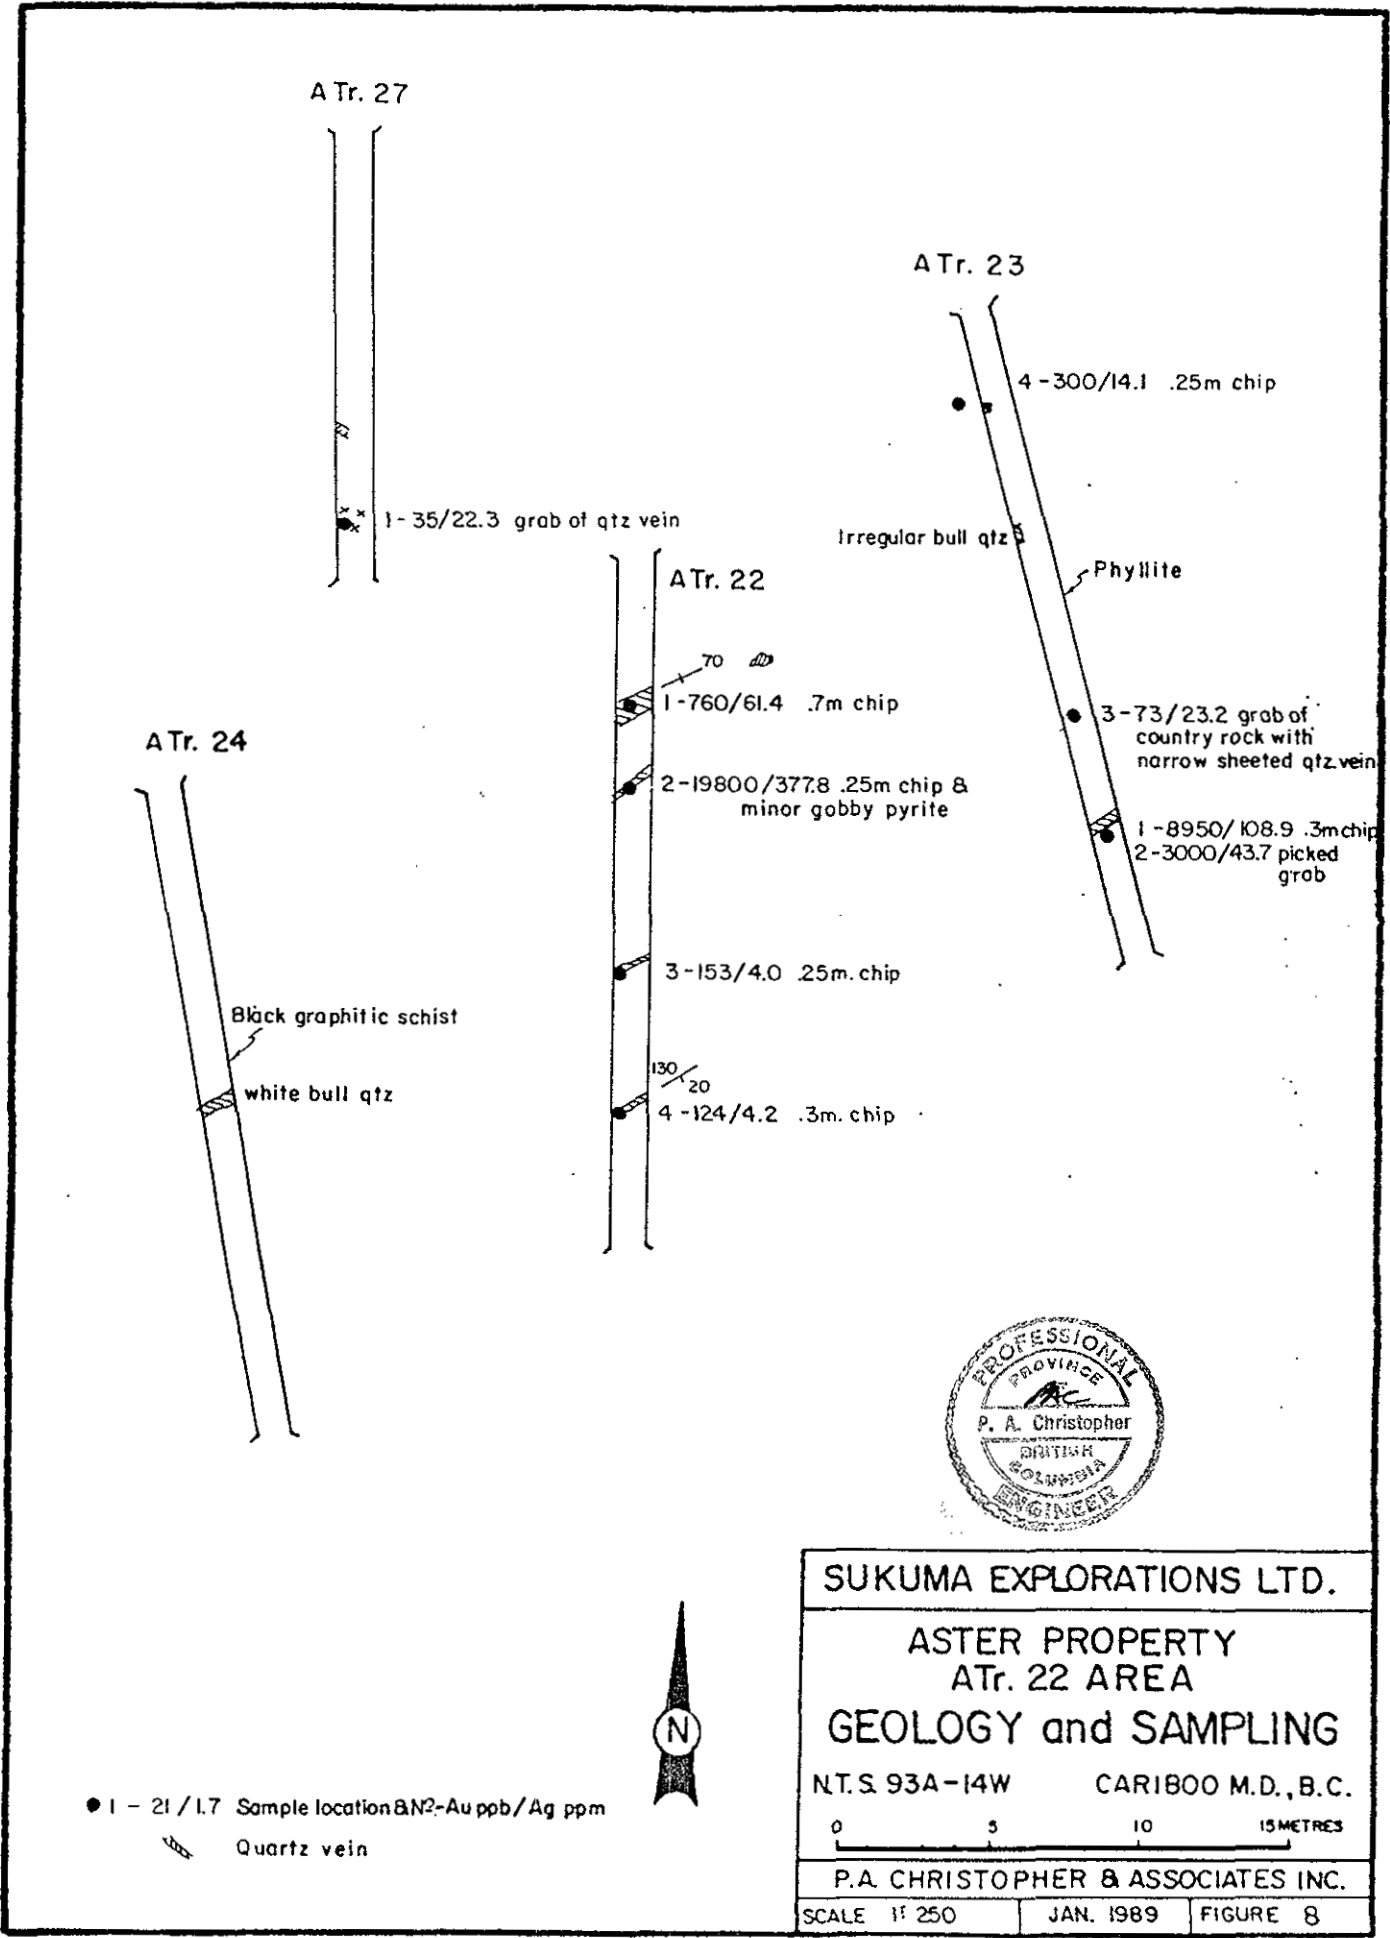 A Tr. 27
1-35/22.3 grab of qtz vein
A Tr. 23
4-300/14.1 .25m chip
Irregular bull qtz
Phyllite
3-73/23.2 grab of
country rock with
narrow sheeted qtz.vein
1-8950/108.9 .3m chip
2-3000/43.7 picked
grab
A Tr. 22
70
1-760/61.4 .7m chip
2-19800/377.8 .25m chip &
minor gobby pyrite
3-153/4.0 .25m. chip
130
20
4-124/4.2 .3m. chip
A Tr. 24
Black graphitic schist
white bull qtz
PROFESSIONAL
PROVINCE
P. A. Christopher
BRITISH
COLUMBIA
ENGINEER
SUKUMA EXPLORATIONS LTD.
ASTER PROPERTY
ATr. 22 AREA
GEOLOGY and SAMPLING
N.T.S. 93A-14W CARIBOO M.D., B.C.
0 5 10 15 METRES
P.A. CHRISTOPHER & ASSOCIATES INC.
SCALE 1: 250 JAN. 1989 FIGURE 8
N
1 - 21/1.7 Sample location & Nº-Au ppb/Ag ppm
Quartz vein